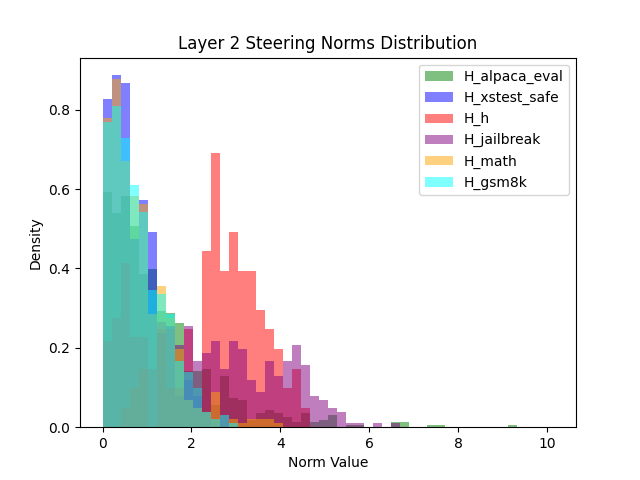 Layer 2 Steering Norms Distribution
H_alpaca_eval
H_xstest_safe
H_h
H_jailbreak
H_math
H_gsm8k
Density
0.8
0.6
0.4
0.2
0.0
0
2
4
6
8
10
Norm Value